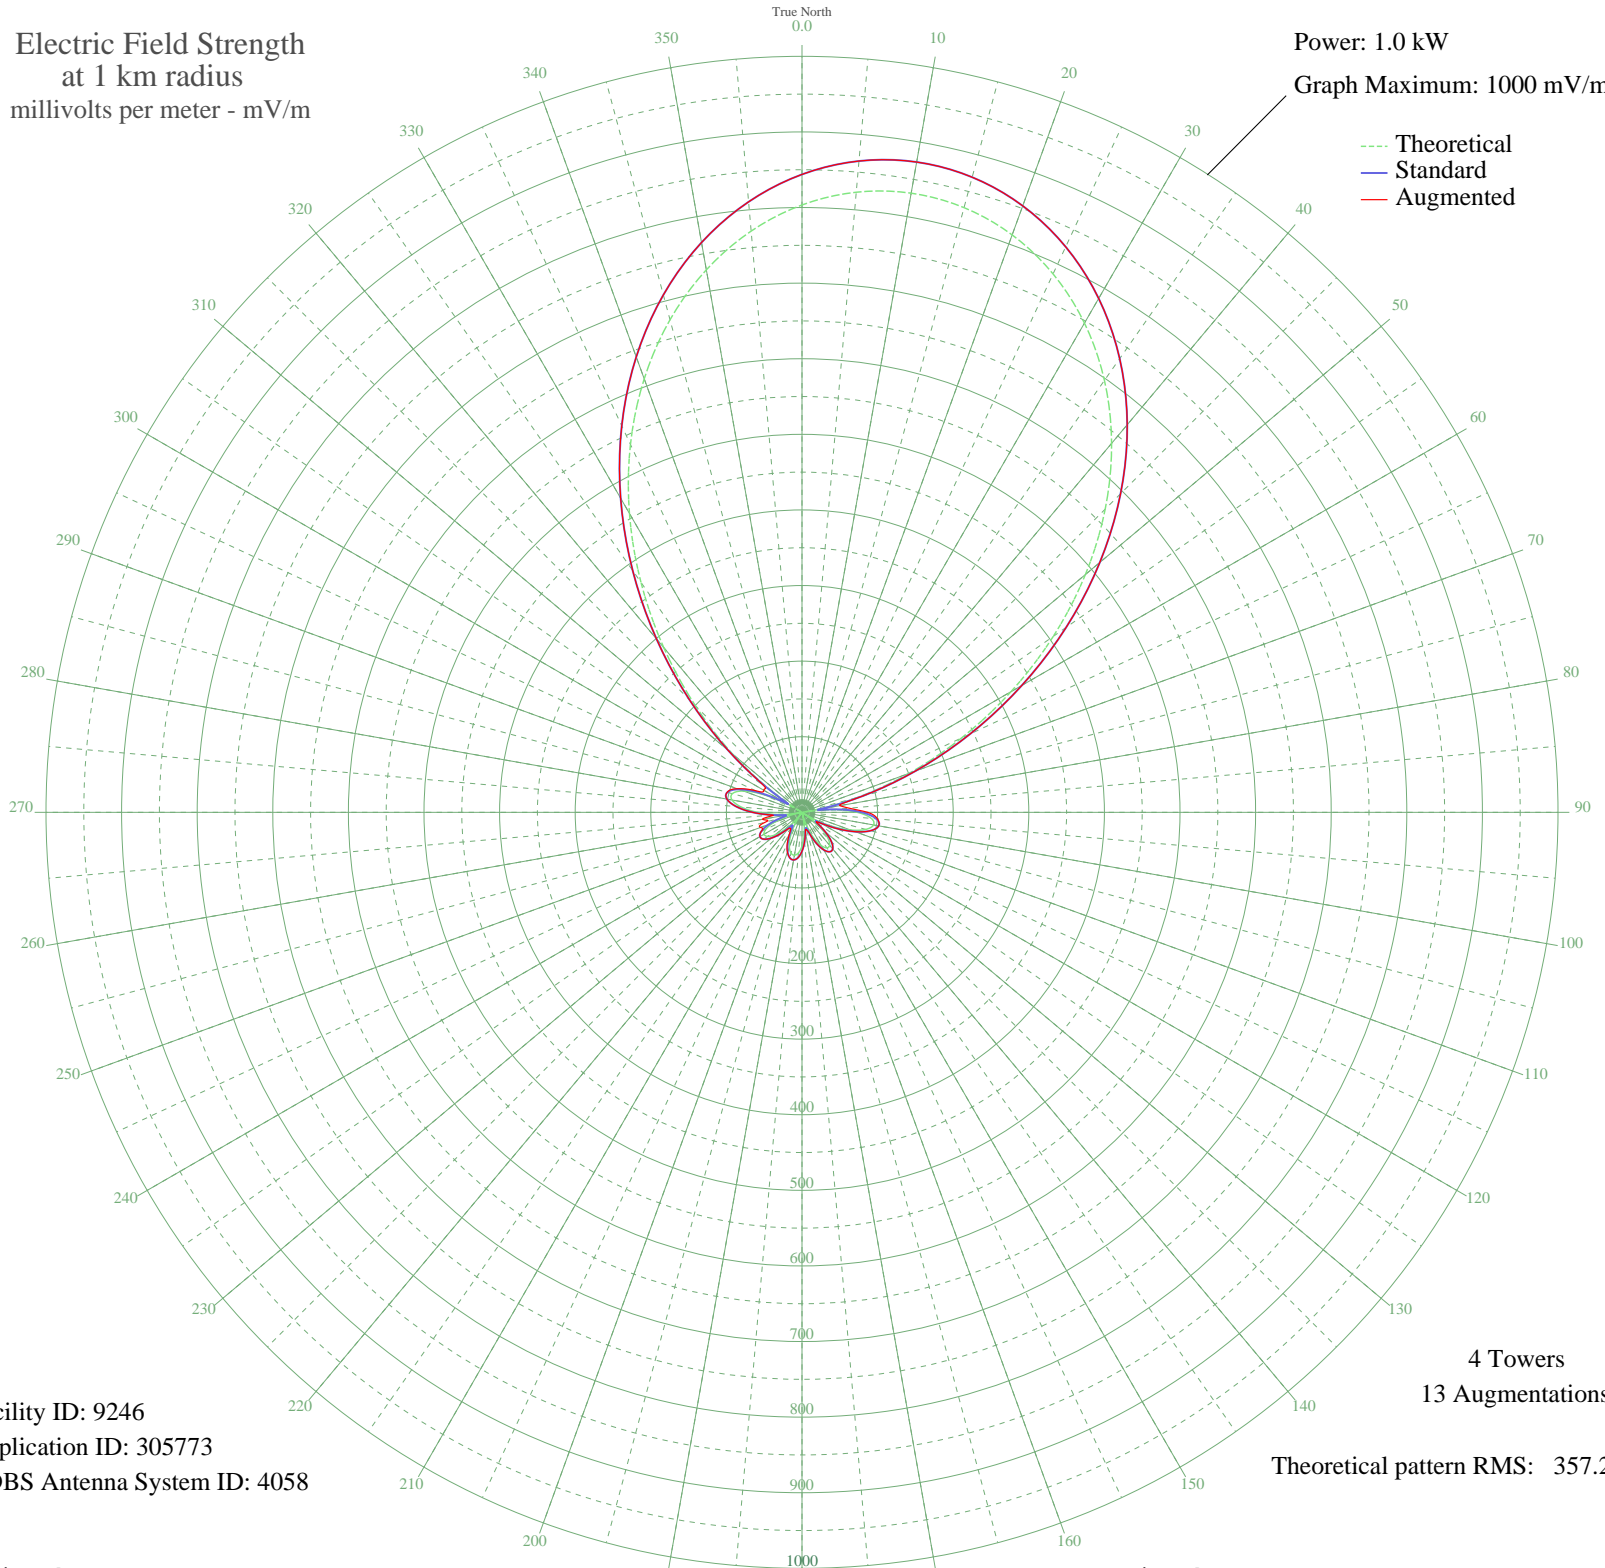 True North
0.0
Electric Field Strength
at 1 km radius
millivolts per meter - mV/m
Power: 1.0 kW
Graph Maximum: 1000 mV/m
Theoretical
Standard
Augmented
10
20
30
40
50
60
70
80
90
100
110
120
130
140
150
160
200
210
220
230
240
250
260
270
280
290
300
310
320
330
340
350
200
300
400
500
600
700
800
900
1000
4 Towers
13 Augmentations
Theoretical pattern RMS: 357.2
cility ID: 9246
plication ID: 305773
DBS Antenna System ID: 4058